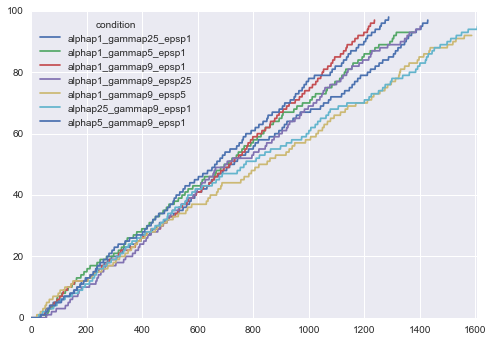 100
80
60
40
20
0
condition
alphap1_gammap25_epsp1
alphap1_gammap5_epsp1
alphap1_gammap9_epsp1
alphap1_gammap9_epsp25
alphap1_gammap9_epsp5
alphap25_gammap9_epsp1
alphap5_gammap9_epsp1
0 200 400 600 800 1000 1200 1400 1600